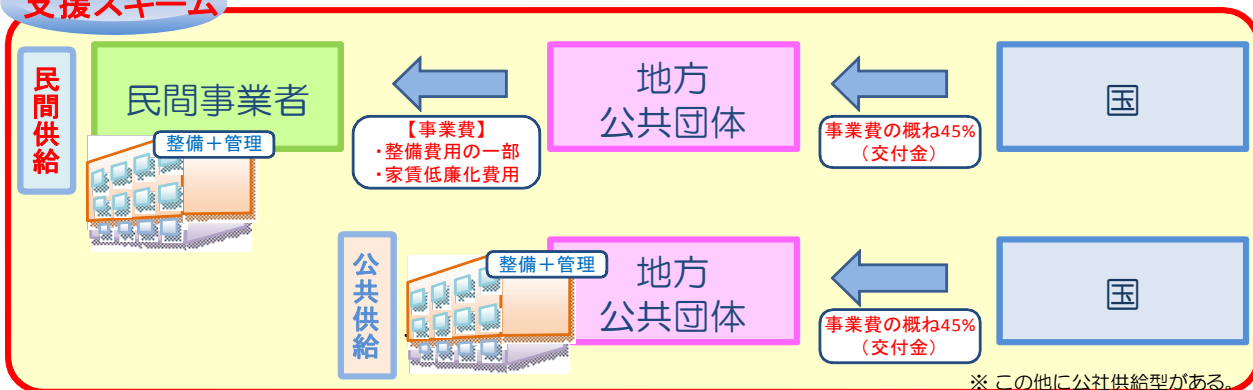 支援スキーム
民間供給
民間事業者
整備＋管理
【事業費】
・整備費用の一部
・家賃低廉化費用
地方
公共団体
事業費の概ね45%
（交付金）
国
公共供給
整備＋管理
地方
公共団体
事業費の概ね45%
（交付金）
国
※ この他に公社供給型がある。